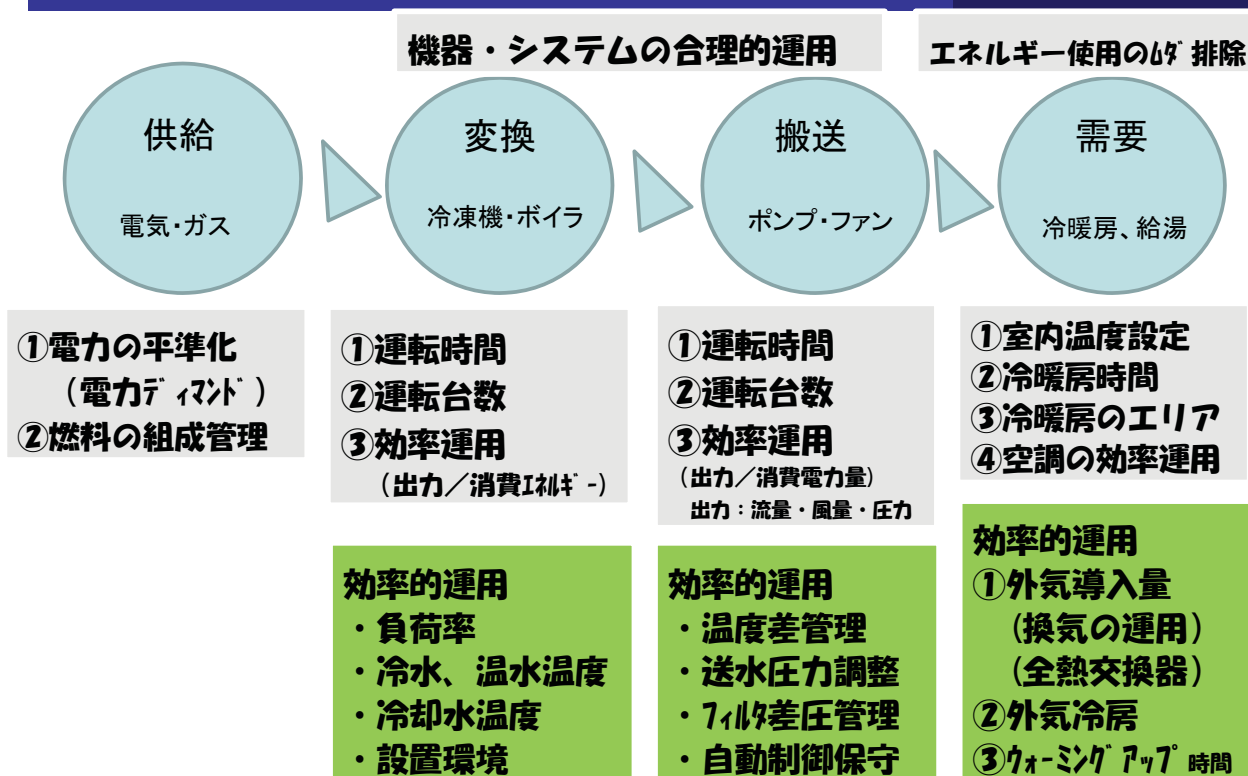 機器・システムの合理的運用
エネルギー使用のﾑﾀﾞ排除
供給
電気・ガス
変換
冷凍機・ボイラ
搬送
ポンプ・ファン
需要
冷暖房、給湯
①電力の平準化
（電力ﾃﾞｨﾏﾝﾄﾞ）
②燃料の組成管理
①運転時間
②運転台数
③効率運用
（出力／消費ｴﾈﾙｷﾞｰ）
①運転時間
②運転台数
③効率運用
（出力／消費電力量）
出力：流量・風量・圧力
①室内温度設定
②冷暖房時間
③冷暖房のエリア
④空調の効率運用
効率的運用
・負荷率
・冷水、温水温度
・冷却水温度
・設置環境
効率的運用
・温度差管理
・送水圧力調整
・ﾌｨﾙﾀ差圧管理
・自動制御保守
効率的運用
①外気導入量
（換気の運用）
（全熱交換器）
②外気冷房
③ｳｫｰﾐﾝｸﾞｱｯﾌﾟ時間